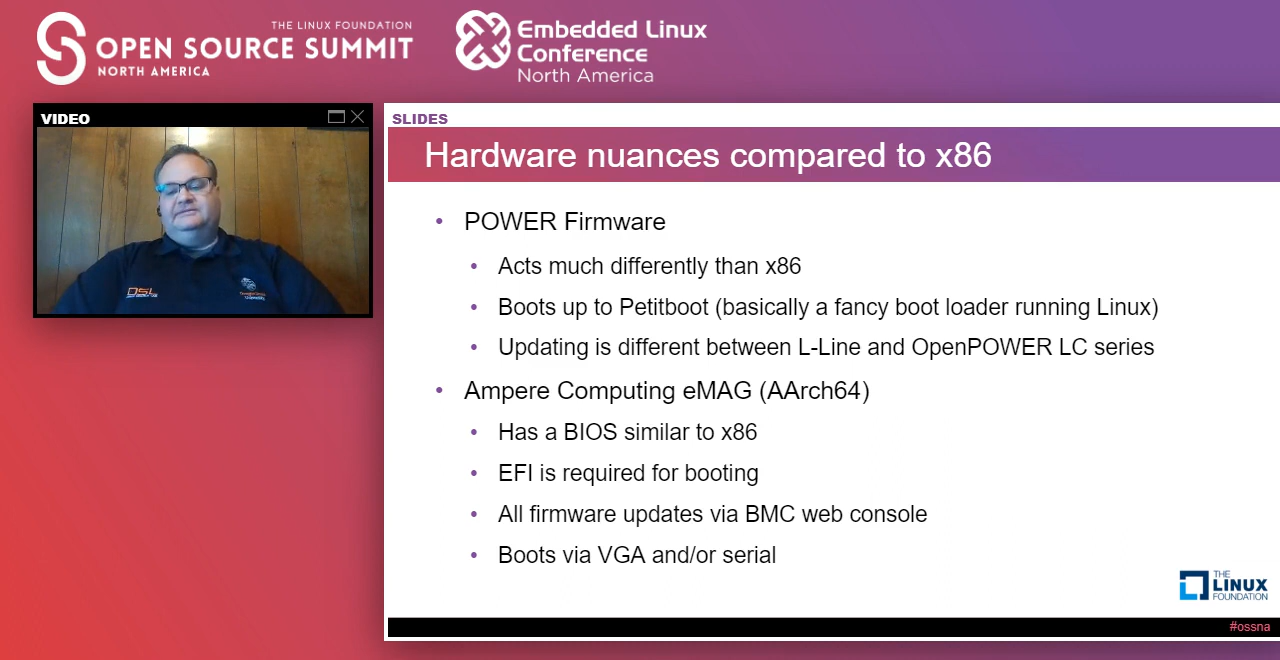 THE LINUX FOUNDATION
OPEN SOURCE SUMMIT
NORTH AMERICA
Embedded Linux
Conference
North America
VIDEO
SLIDES
Hardware nuances compared to x86
• POWER Firmware
• Acts much differently than x86
• Boots up to Petitboot (basically a fancy boot loader running Linux)
• Updating is different between L-Line and OpenPOWER LC series
• Ampere Computing eMAG (AArch64)
• Has a BIOS similar to x86
• EFI is required for booting
• All firmware updates via BMC web console
• Boots via VGA and/or serial
THE
LINUX
FOUNDATION
#ossna
OSL